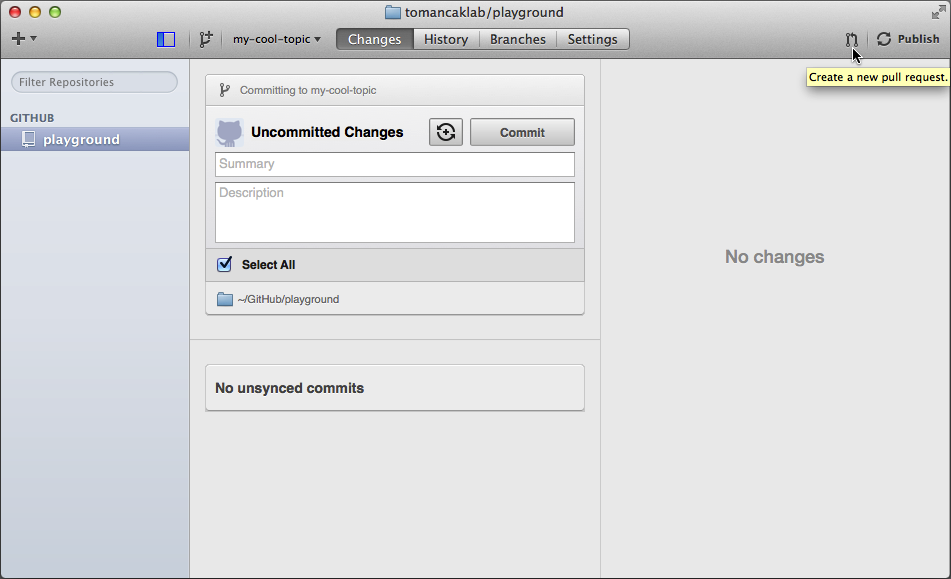 tomancaklab/playground
my-cool-topic
Changes
History
Branches
Settings
Publish
Create a new pull request.
Filter Repositories
GITHUB
playground
Committing to my-cool-topic
Uncommitted Changes
Commit
Summary
Description
Select All
~/GitHub/playground
No unsynced commits
No changes